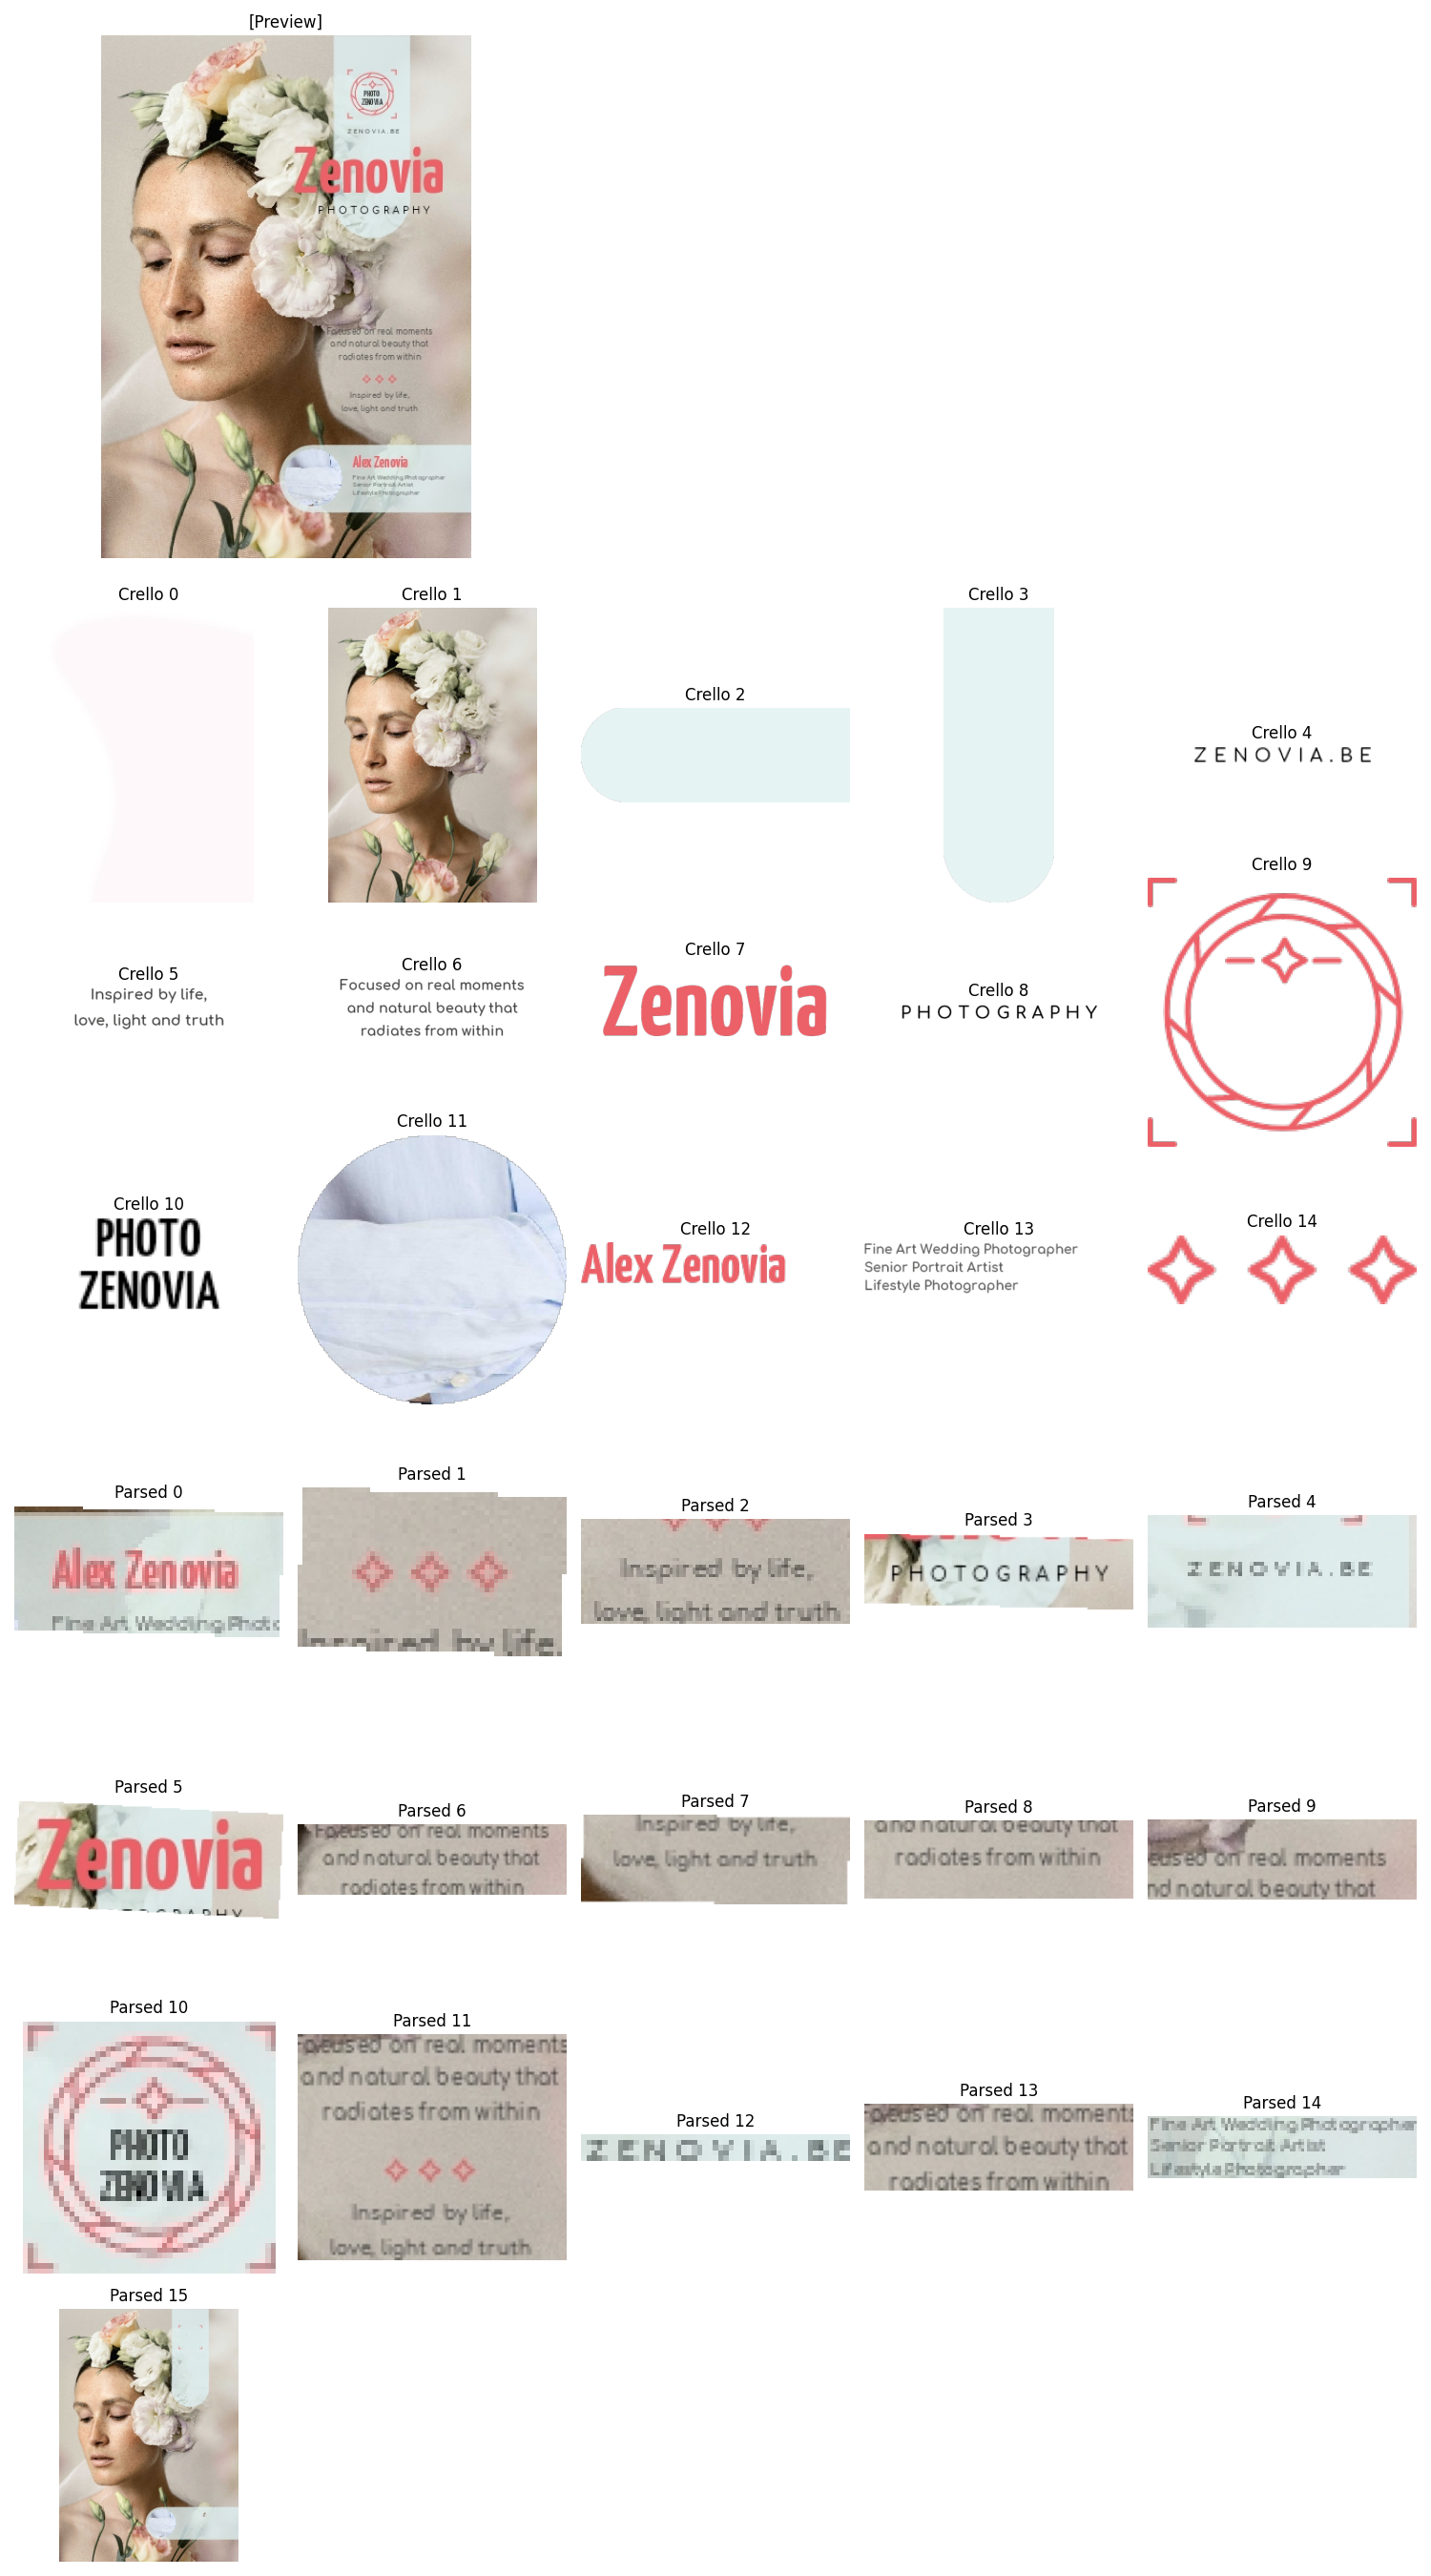 [Preview]
PHOTO
ZENOVIA
ZENOVIA.BE
Zenovia
PHOTOGRAPHY
Focused on real moments
and natural beauty that
radiates from within
Inspired by life,
love, light and truth
Alex Zenovia
Fine Art Wedding Photographer
Senior Portrait Artist
Lifestyle Photographer
Crello 0
Crello 1
Crello 2
Crello 3
Crello 4
ZENOVIA.BE
Crello 5
Inspired by life,
love, light and truth
Crello 6
Focused on real moments
and natural beauty that
radiates from within
Crello 7
Zenovia
Crello 8
PHOTOGRAPHY
Crello 9
Crello 10
PHOTO
ZENOVIA
Crello 11
Crello 12
Alex Zenovia
Crello 13
Fine Art Wedding Photographer
Senior Portrait Artist
Lifestyle Photographer
Crello 14
Parsed 0
Alex Zenovia
Fine Art Wedding Photo
Parsed 1
Inspired by life,
Parsed 2
Inspired by life,
love, light and truth
Parsed 3
PHOTOGRAPHY
Parsed 4
ZENOVIA.BE
Parsed 5
Zenovia
Parsed 6
Focused on real moments
and natural beauty that
radiates from within
Parsed 7
Inspired by life,
love, light and truth
Parsed 8
and natural beauty that
radiates from within
Parsed 9
cused on real moments
nd natural beauty that
Parsed 10
PHOTO
ZENOVIA
Parsed 11
Focused on real moments
and natural beauty that
radiates from within
Inspired by life,
love, light and truth
Parsed 12
ZENOVIA.BE
Parsed 13
Focused on real moments
and natural beauty that
radiates from within
Parsed 14
Fine Art Wedding Photographer
Senior Portrait Artist
Lifestyle Photographer
Parsed 15